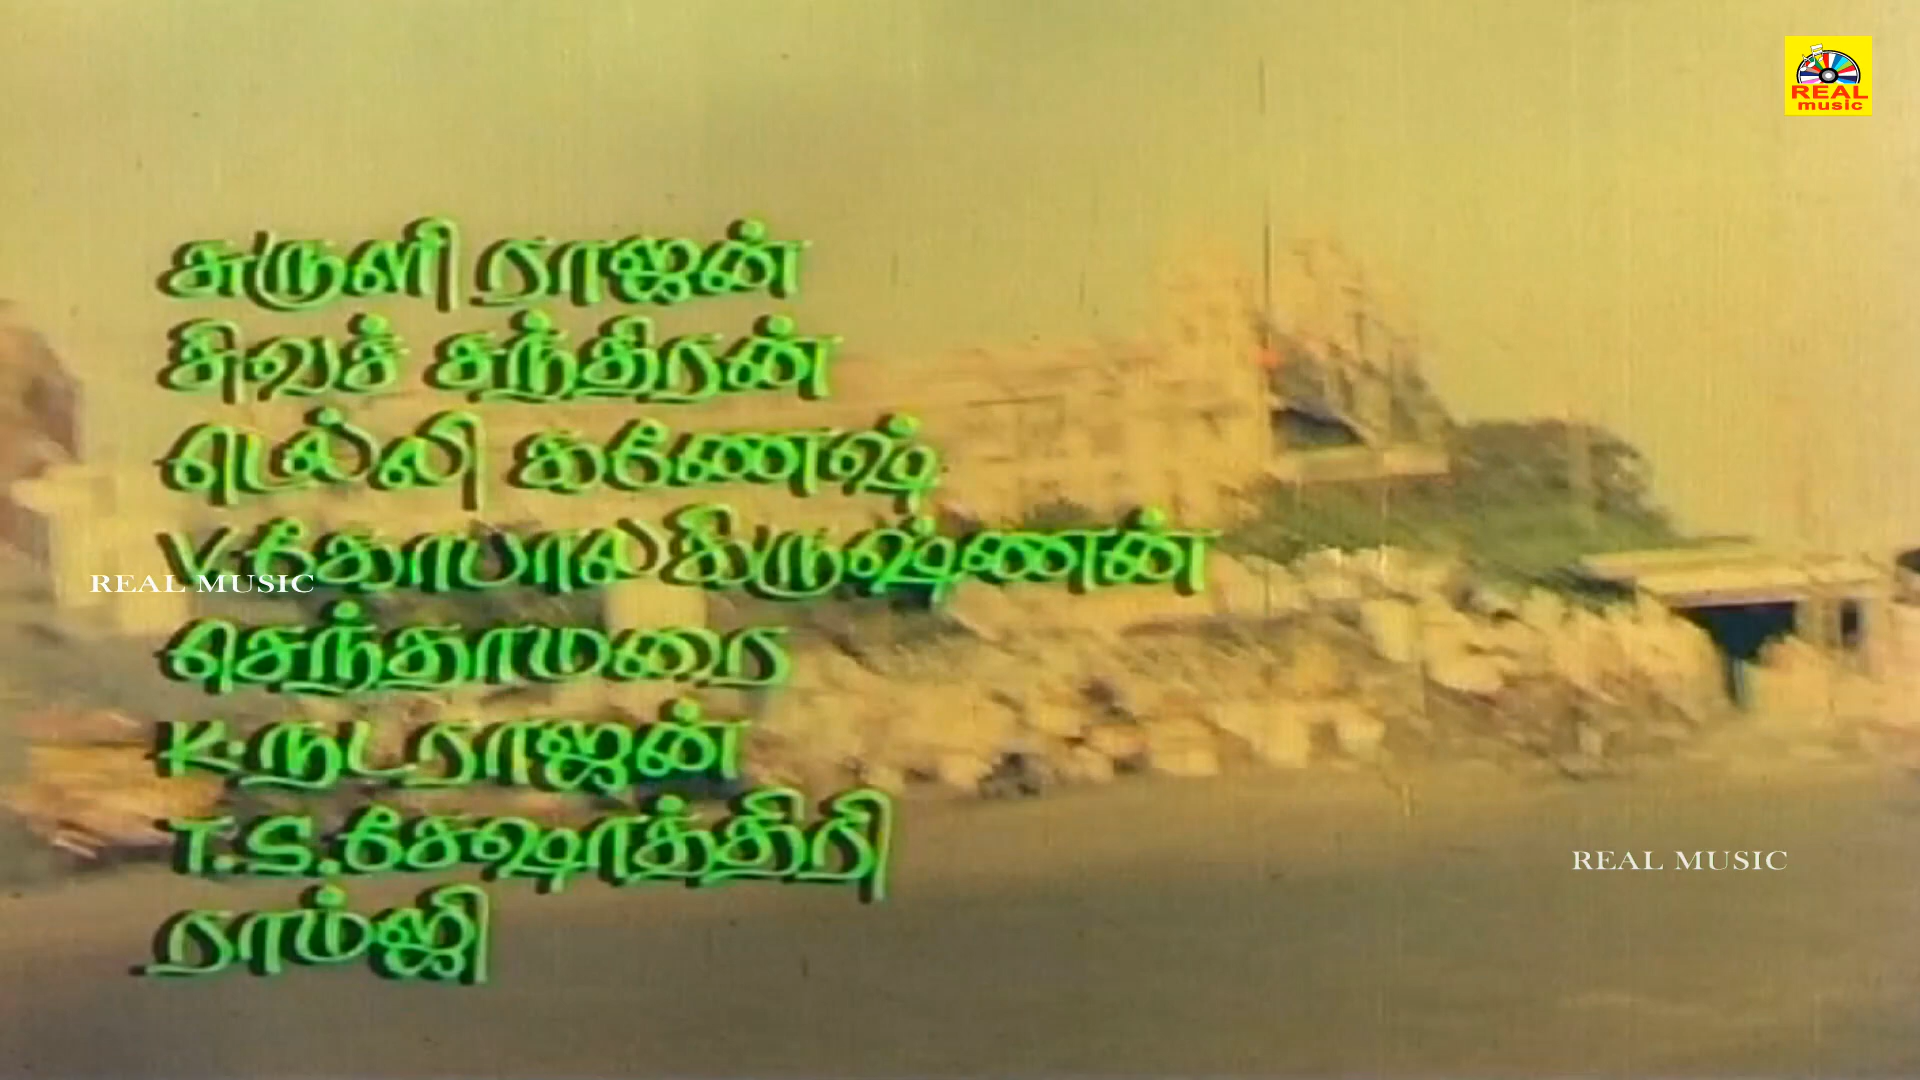 REAL
music
சுருளி ராஜன்
சிவச் சந்திரன்
டெல்லி கணேஷ்
V.கோபாலகிருஷ்ணன்
REAL MUSIC
செந்தாமரை
K.நடராஜன்
T.S.சேஷாத்திரி
REAL MUSIC
ராம்ஜி